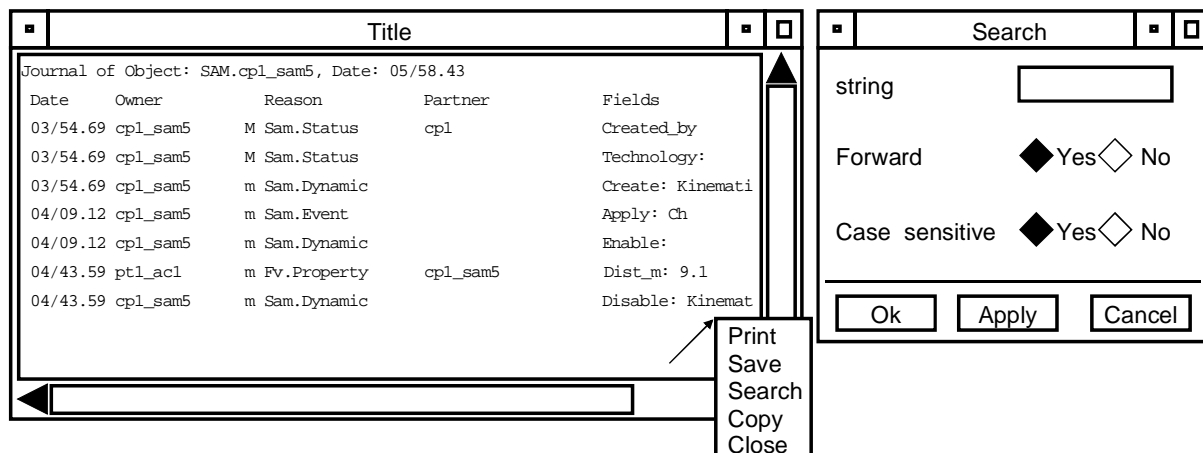 Title
Journal of Object: SAM.cp1_sam5, Date: 05/58.43
Date Owner Reason Partner Fields
03/54.69 cp1_sam5 M Sam.Status cp1 Created_by
03/54.69 cp1_sam5 M Sam.Status Technology:
03/54.69 cp1_sam5 m Sam.Dynamic Create: Kinemati
04/09.12 cp1_sam5 m Sam.Event Apply: Ch
04/09.12 cp1_sam5 m Sam.Dynamic Enable:
04/43.59 pt1_ac1 m Fv.Property cp1_sam5 Dist_m: 9.1
04/43.59 cp1_sam5 m Sam.Dynamic Disable: Kinemat
Print
Save
Search
Copy
Close
Search
string
Forward Yes No
Case sensitive Yes No
Ok Apply Cancel